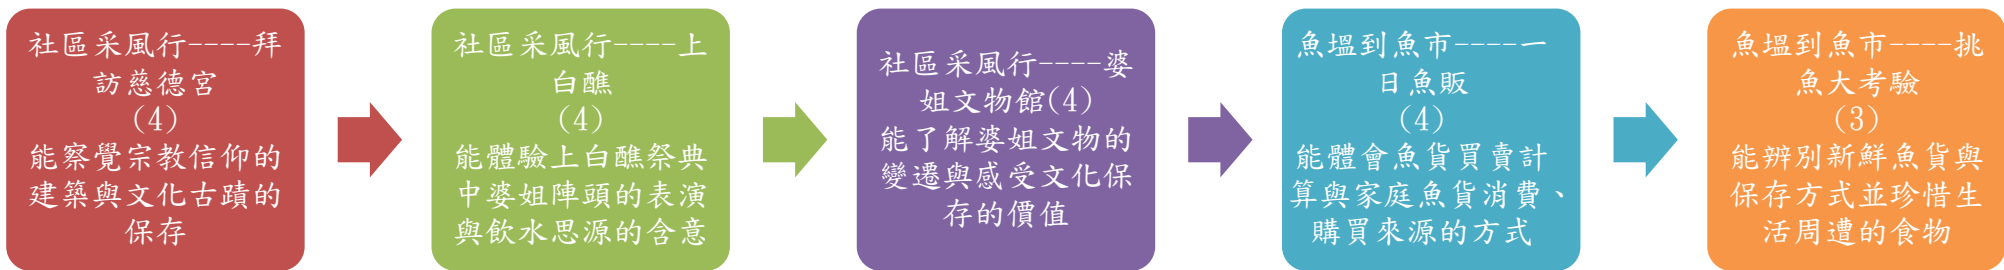 社區采風行----拜
訪慈德宮
(4)
能察覺宗教信仰的
建築與文化古蹟的
保存
社區采風行----上
白醮
(4)
能體驗上白醮祭典
中婆姐陣頭的表演
與飲水思源的含意
社區采風行----婆
姐文物館(4)
能了解婆姐文物的
變遷與感受文化保
存的價值
魚塭到魚市----一
日魚販
(4)
能體會魚貨買賣計
算與家庭魚貨消費、
購買來源的方式
魚塭到魚市----挑
魚大考驗
(3)
能辨別新鮮魚貨與
保存方式並珍惜生
活周遭的食物